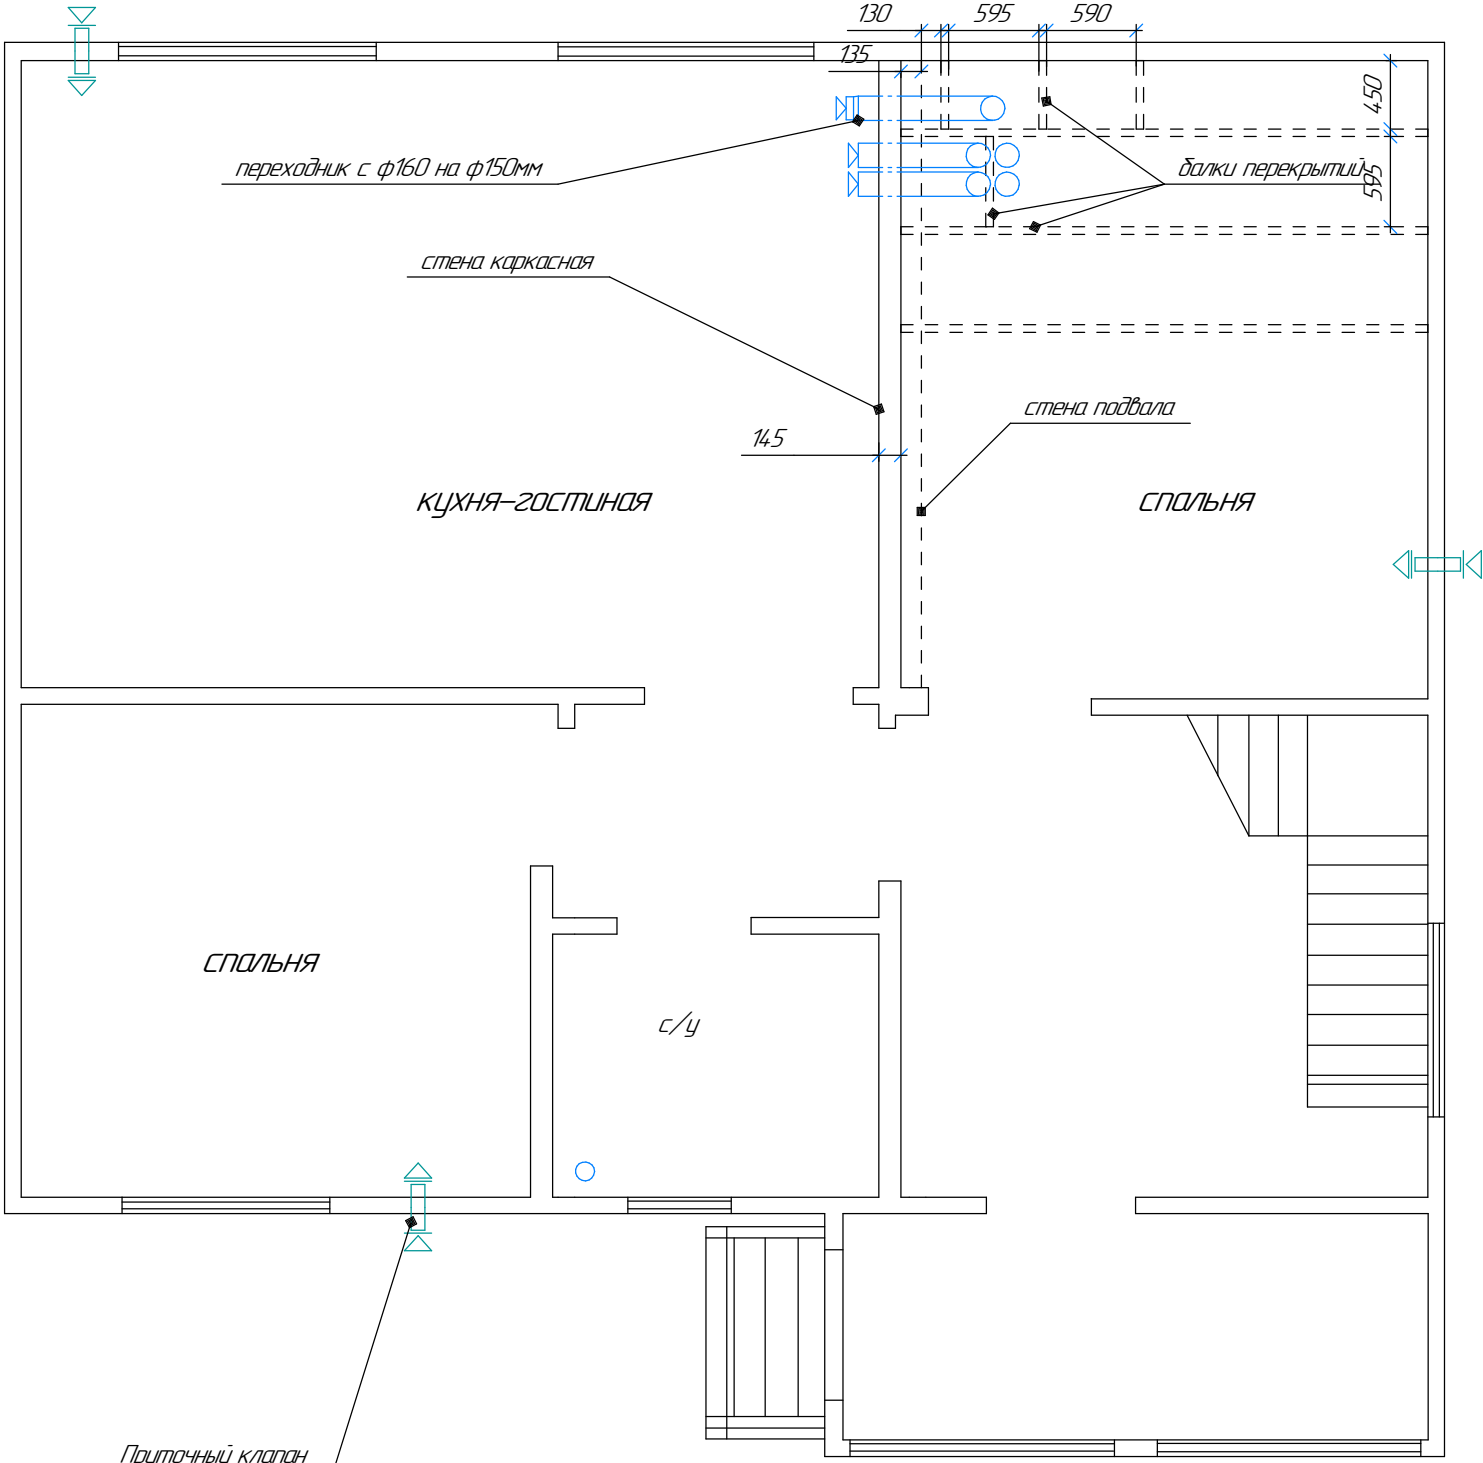 130
595
590
135
450
переходник с ф160 на ф150мм
балки перекрытий
595
стена каркасная
стена подвала
145
кухня-гостиная
спальня
спальня
с/у
Приточный клапан